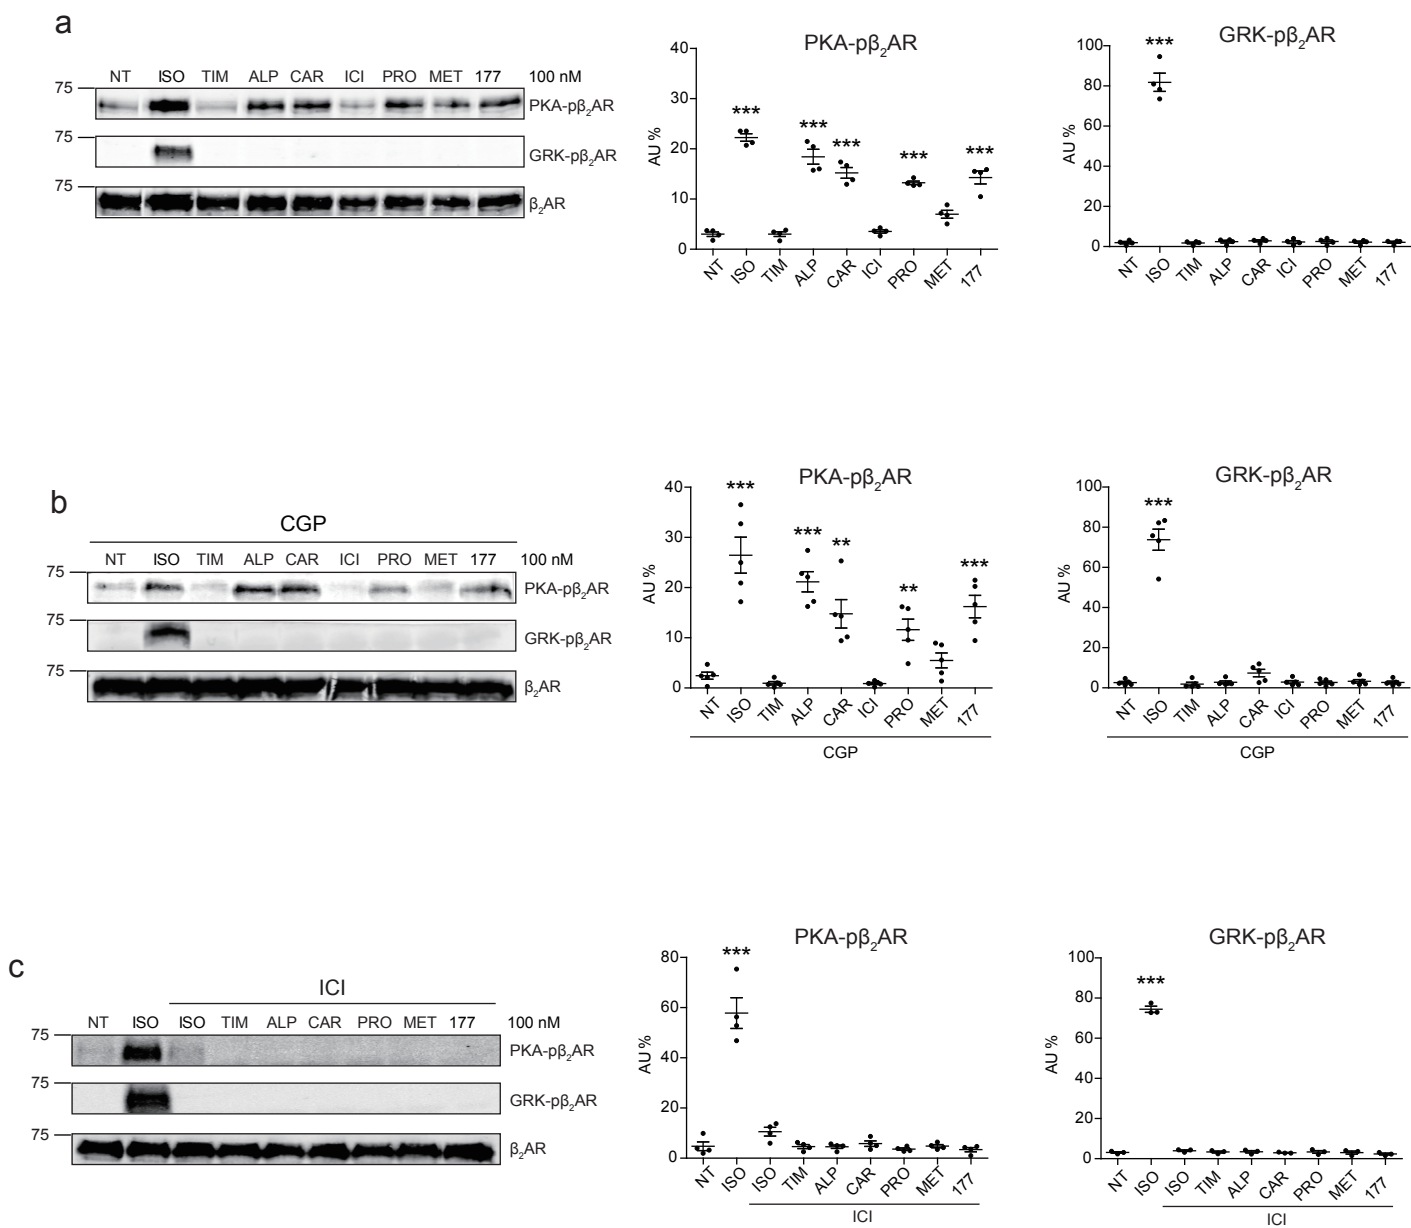 a
NT ISO TIM ALP CAR ICI PRO MET 177 100 nM
75
PKA-pβ₂AR
75
GRK-pβ₂AR
75
β₂AR
PKA-pβ₂AR
AU %
40
30
20
10
0
*** *** *** *** ***
NT ISO TIM ALP CAR ICI PRO MET 177
GRK-pβ₂AR
AU %
100
80
60
40
20
0
***
NT ISO TIM ALP CAR ICI PRO MET 177
b
CGP
NT ISO TIM ALP CAR ICI PRO MET 177 100 nM
75
PKA-pβ₂AR
75
GRK-pβ₂AR
75
β₂AR
PKA-pβ₂AR
AU %
40
30
20
10
0
*** *** ** ** ***
NT ISO TIM ALP CAR ICI PRO MET 177
CGP
GRK-pβ₂AR
AU %
100
80
60
40
20
0
***
NT ISO TIM ALP CAR ICI PRO MET 177
CGP
c
ICI
NT ISO ISO TIM ALP CAR PRO MET 177 100 nM
75
PKA-pβ₂AR
75
GRK-pβ₂AR
75
β₂AR
PKA-pβ₂AR
AU %
80
60
40
20
0
***
NT ISO ISO TIM ALP CAR PRO MET 177
ICI
GRK-pβ₂AR
AU %
100
80
60
40
20
0
***
NT ISO ISO TIM ALP CAR PRO MET 177
ICI